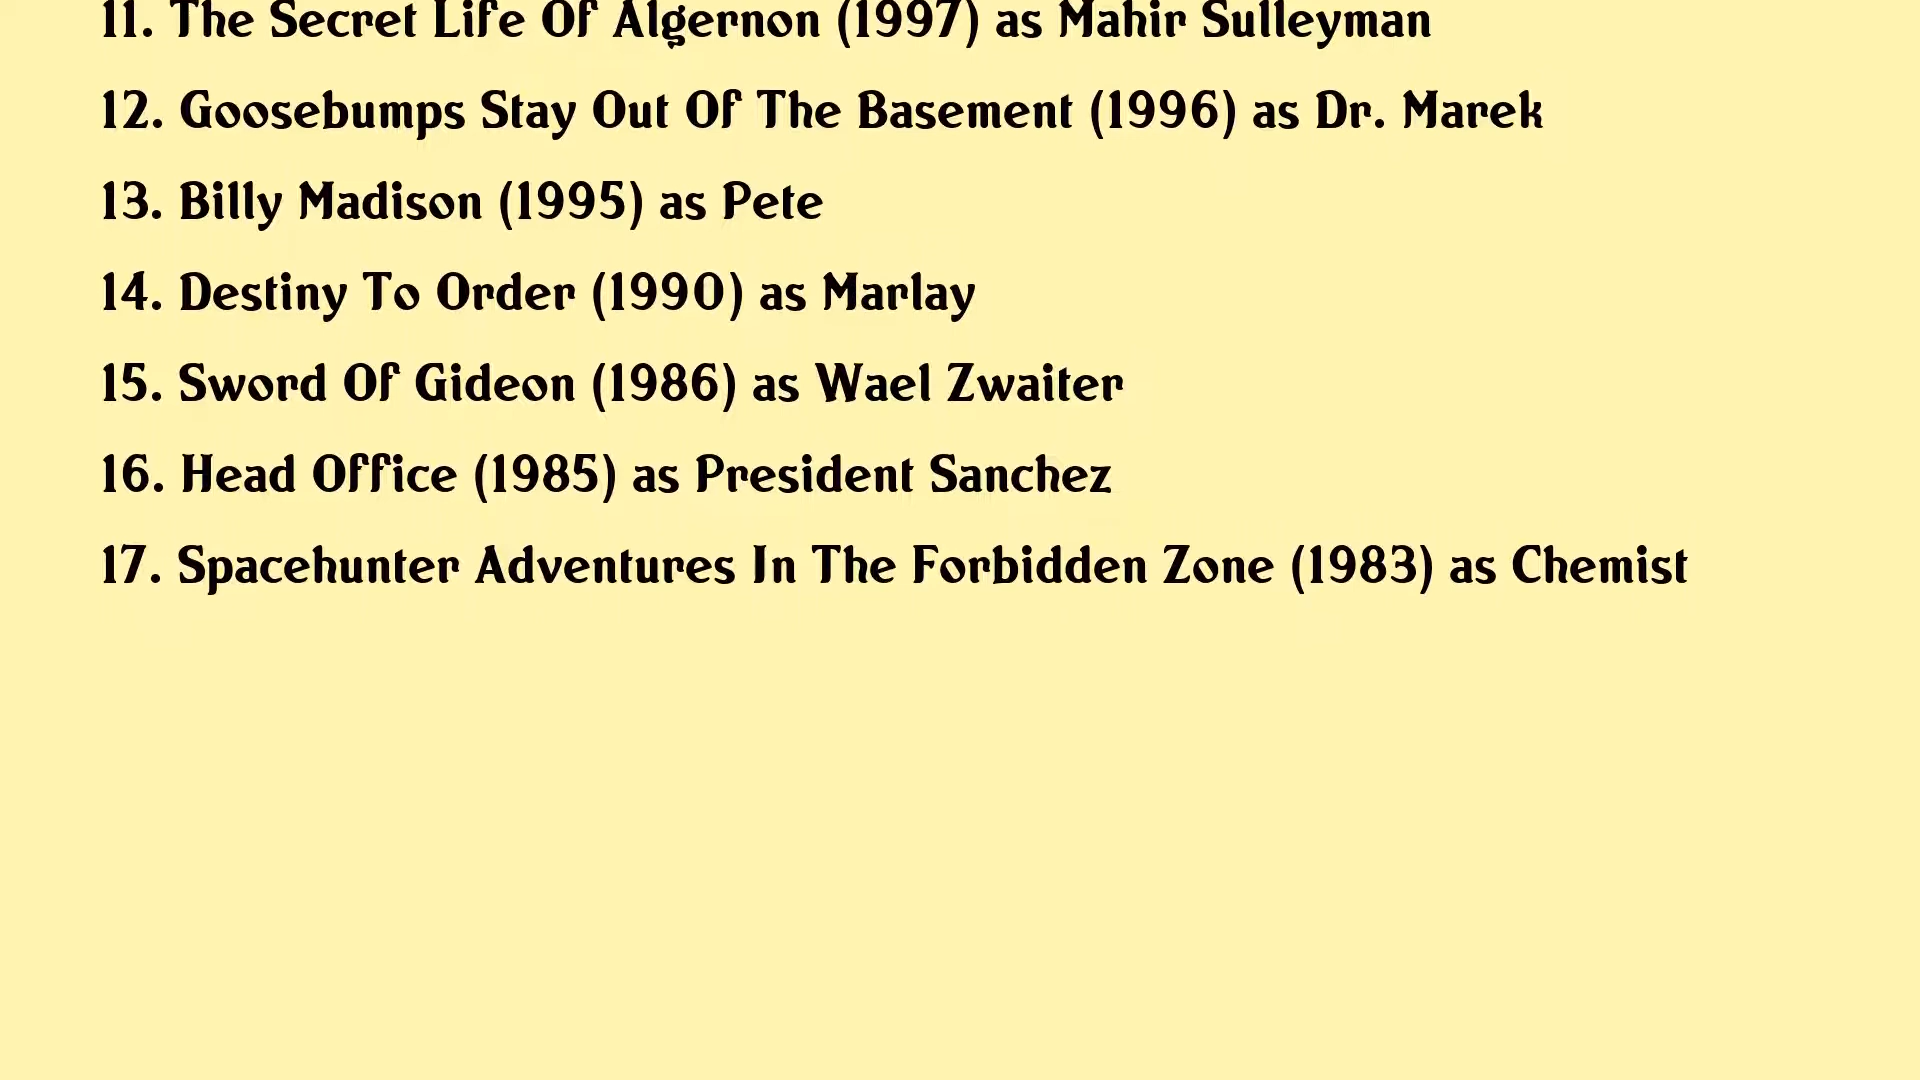 11. The Secret Life Of Algernon (1997) as Mahir Sulleyman
12. Goosebumps Stay Out Of The Basement (1996) as Dr. Marek
13. Billy Madison (1995) as Pete
14. Destiny To Order (1990) as Marlay
15. Sword Of Gideon (1986) as Wael Zwaiter
16. Head Office (1985) as President Sanchez
17. Spacehunter Adventures In The Forbidden Zone (1983) as Chemist